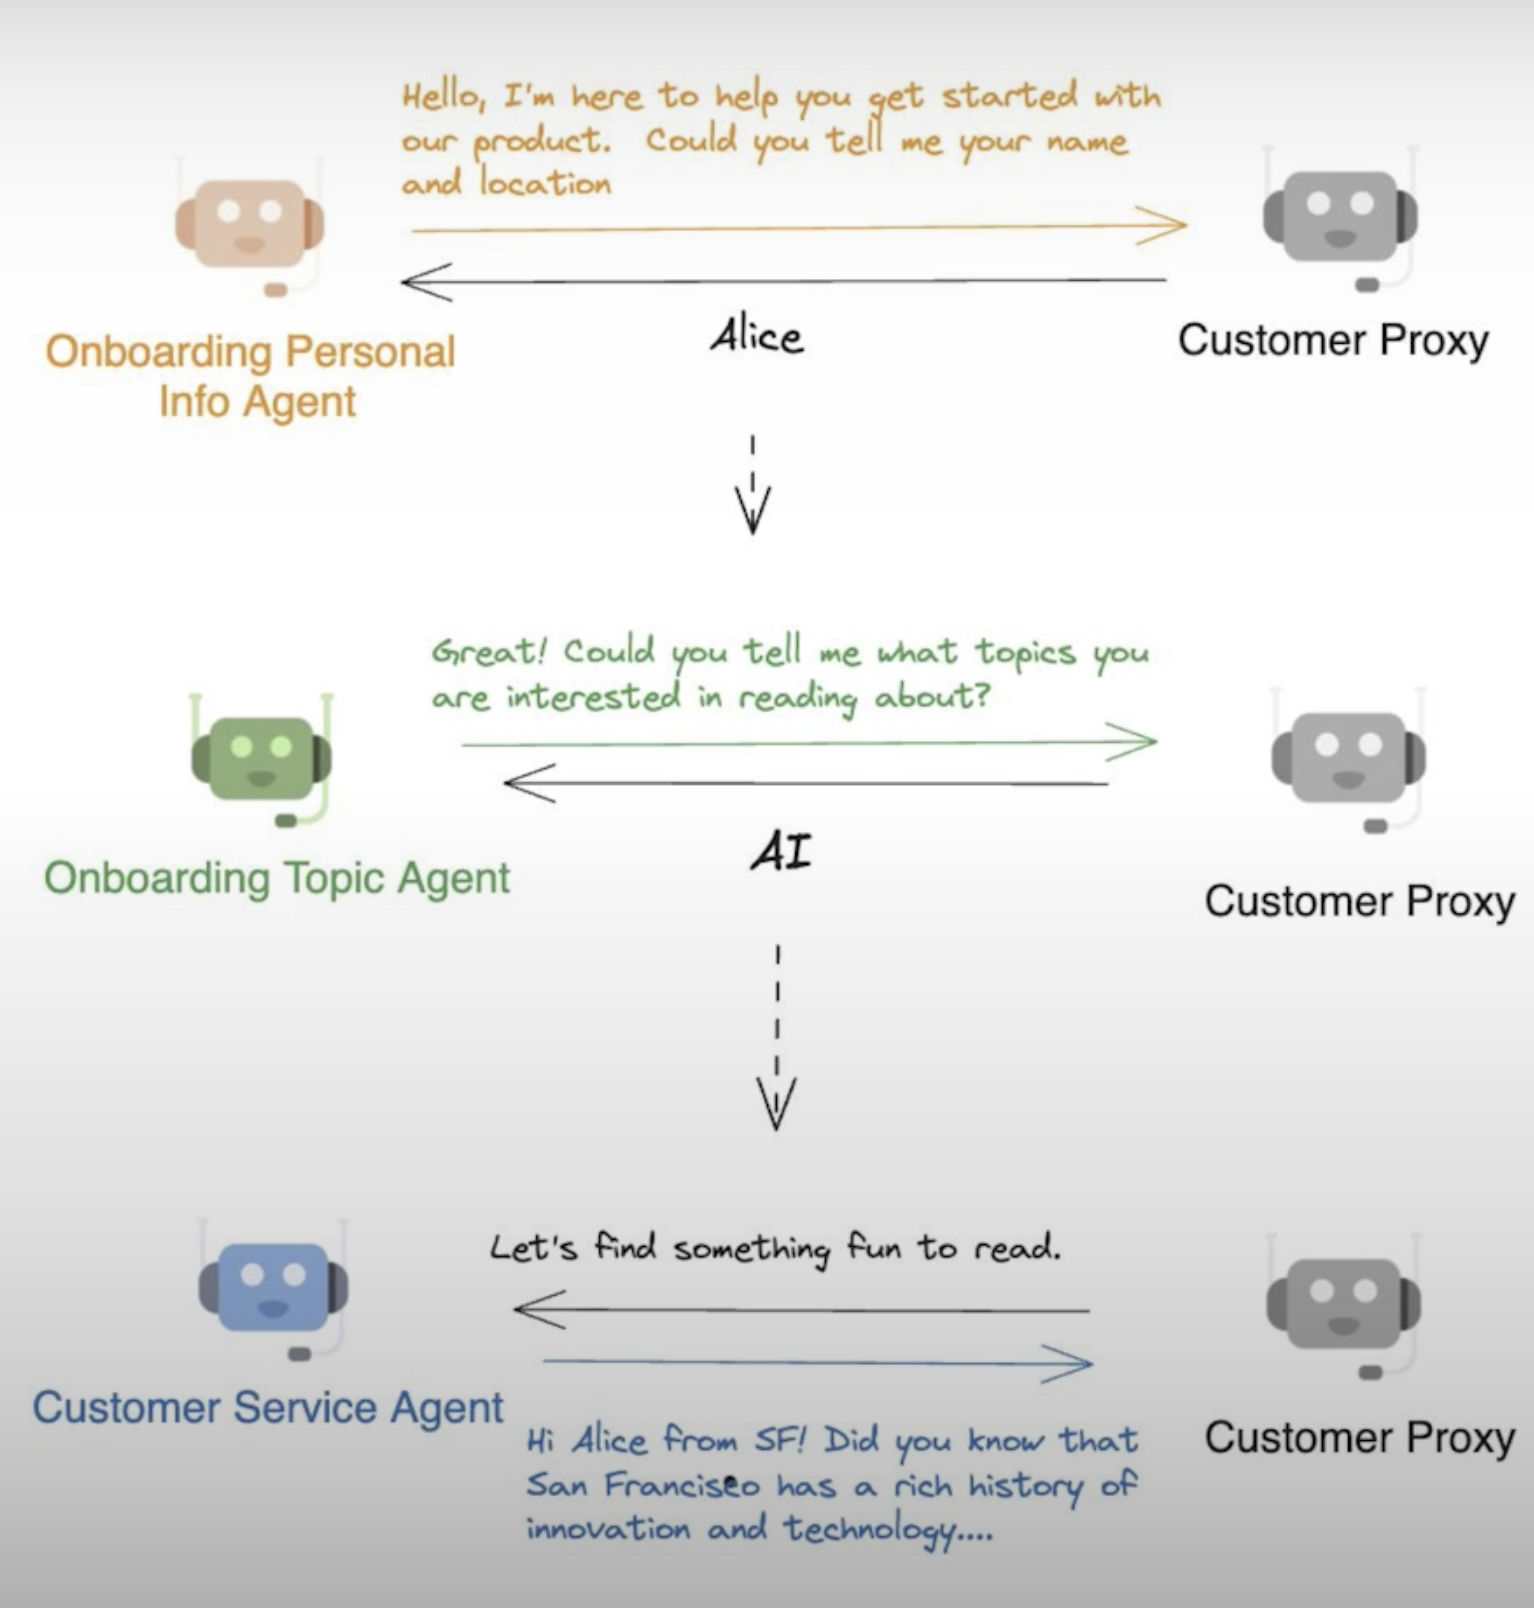 Hello, I'm here to help you get started with
our product. Could you tell me your name
and location
Onboarding Personal
Info Agent
Alice
Customer Proxy
Great! Could you tell me what topics you
are interested in reading about?
Onboarding Topic Agent
AI
Customer Proxy
Let's find something fun to read.
Customer Service Agent
Hi Alice from SF! Did you know that
San Francisco has a rich history of
innovation and technology....
Customer Proxy